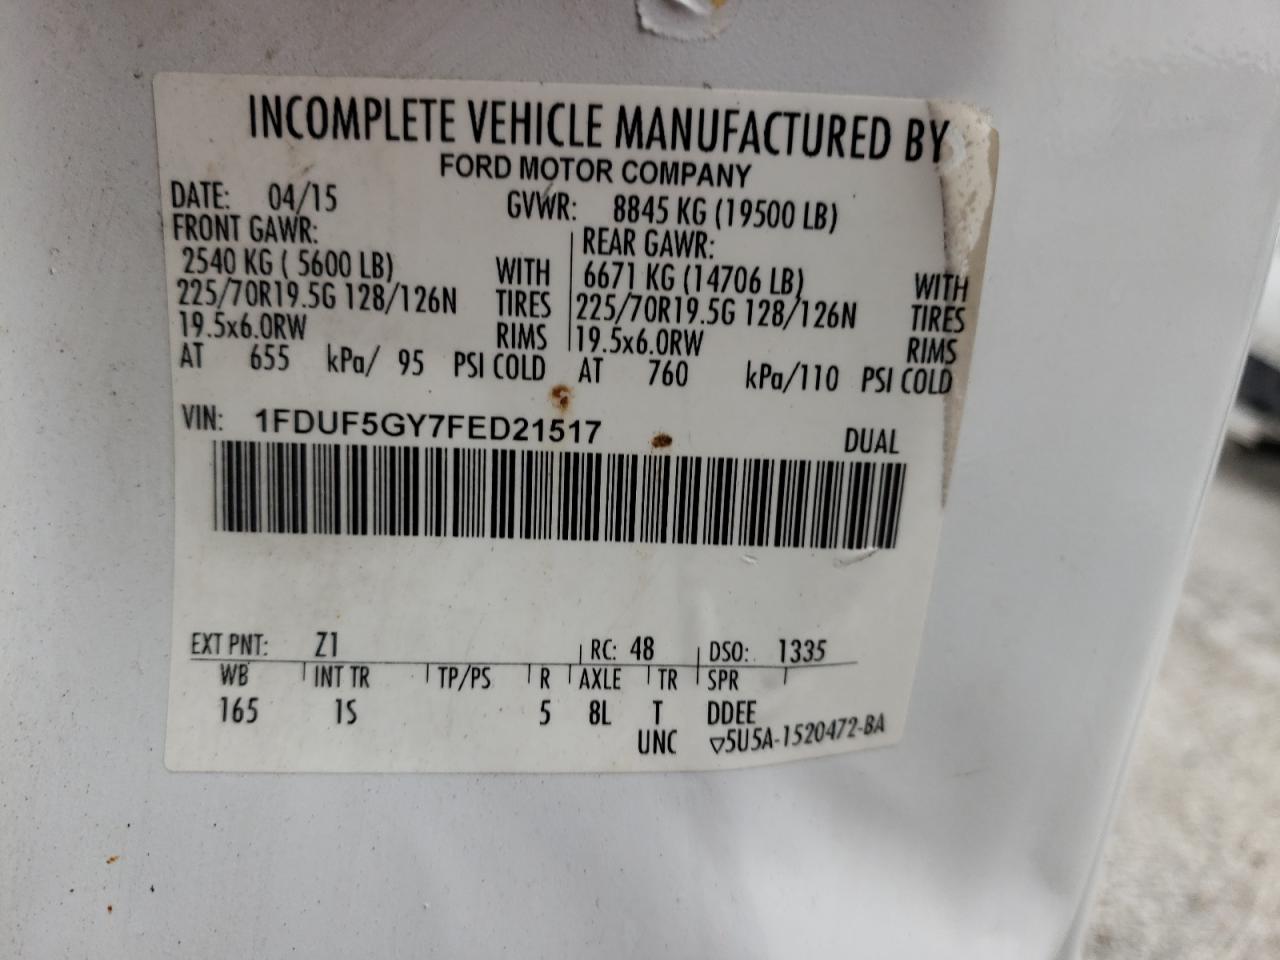 INCOMPLETE VEHICLE MANUFACTURED BY
FORD MOTOR COMPANY
DATE: 04/15 GVWR: 8845 KG (19500 LB)
FRONT GAWR: REAR GAWR:
2540 KG ( 5600 LB) WITH 6671 KG (14706 LB) WITH
225/70R19.5G 128/126N TIRES 225/70R19.5G 128/126N TIRES
19.5x6.0RW RIMS 19.5x6.0RW RIMS
AT 655 kPa/ 95 PSI COLD AT 760 kPa/110 PSI COLD
VIN: 1FDUF5GY7FED21517
DUAL
EXT PNT: Z1 RC: 48 DSO: 1335
WB INT TR TP/PS R AXLE TR SPR
165 1S 5 8L T DDEE
UNC ▽5U5A-1520472-BA